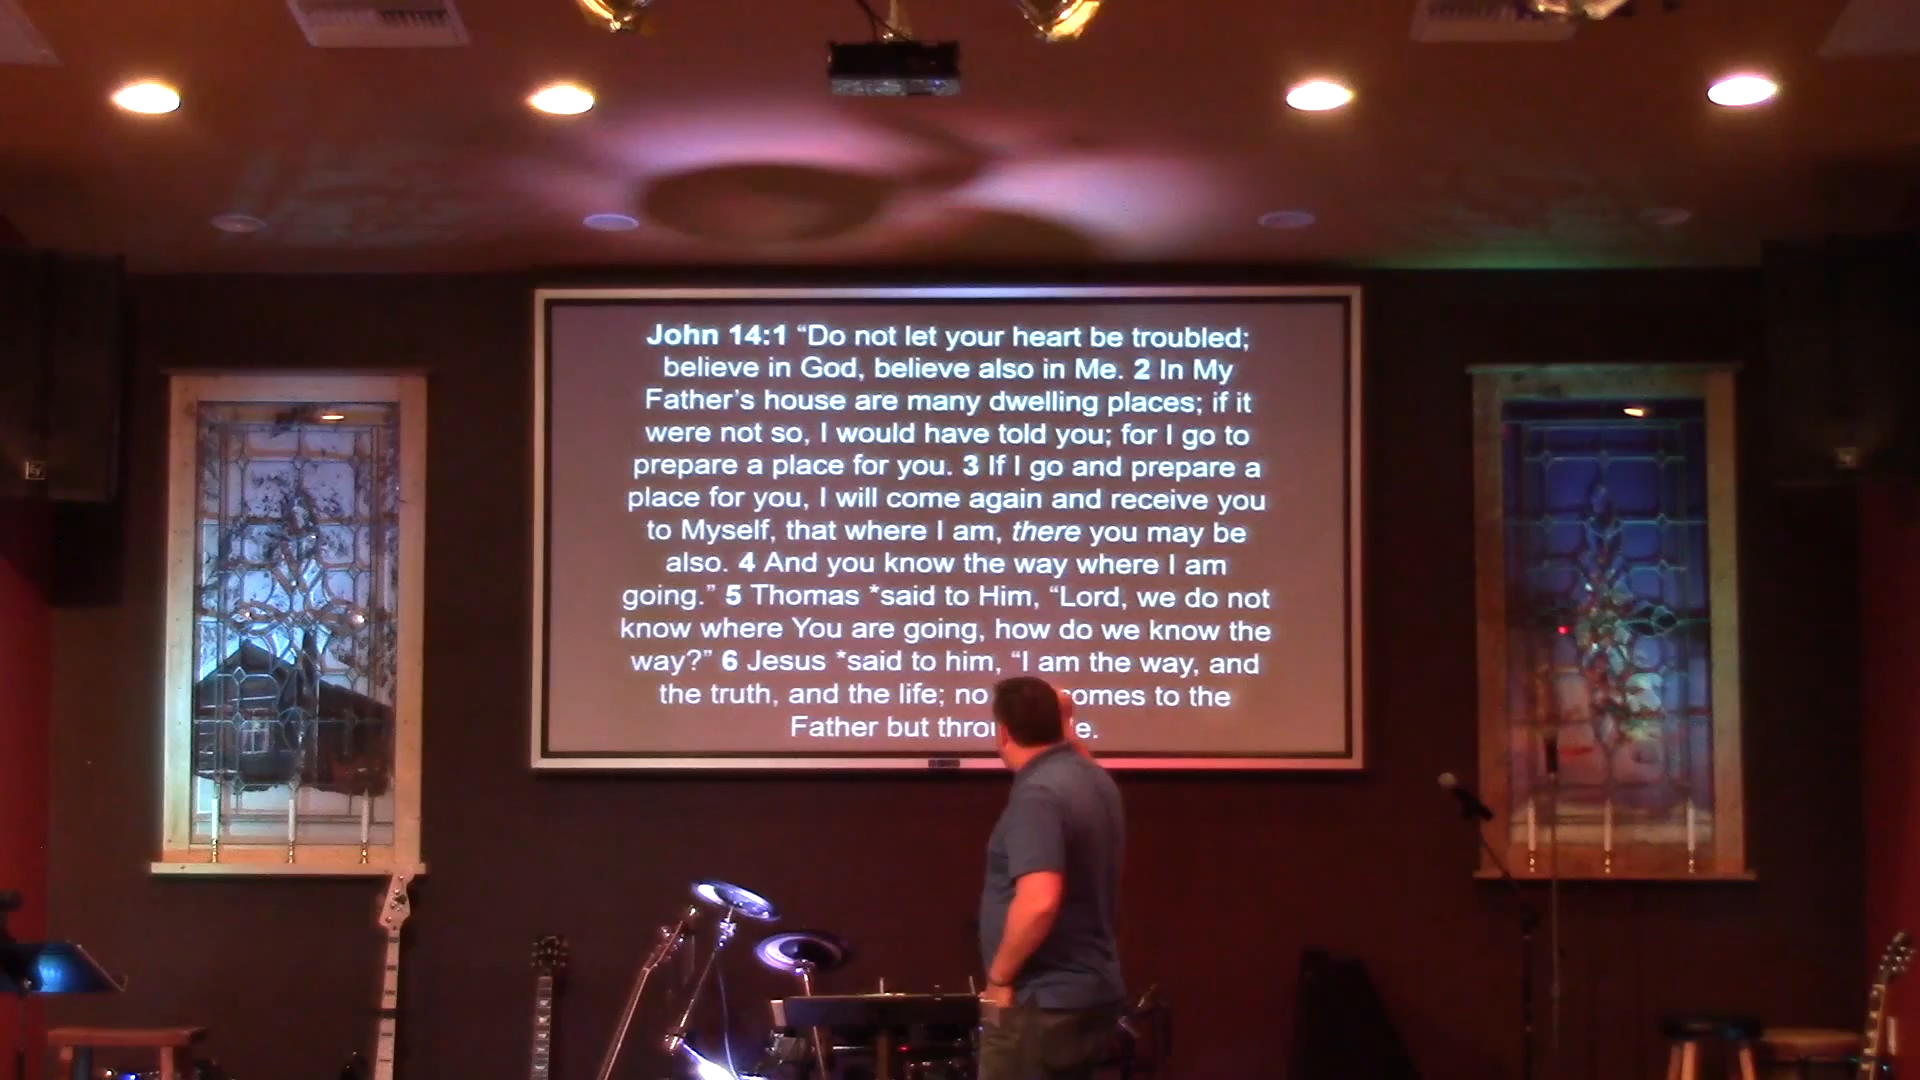 John 14:1 “Do not let your heart be troubled;
believe in God, believe also in Me. 2 In My
Father’s house are many dwelling places; if it
were not so, I would have told you; for I go to
prepare a place for you. 3 If I go and prepare a
place for you, I will come again and receive you
to Myself, that where I am, there you may be
also. 4 And you know the way where I am
going.” 5 Thomas *said to Him, “Lord, we do not
know where You are going, how do we know the
way?” 6 Jesus *said to him, “I am the way, and
the truth, and the life; no comes to the
Father but